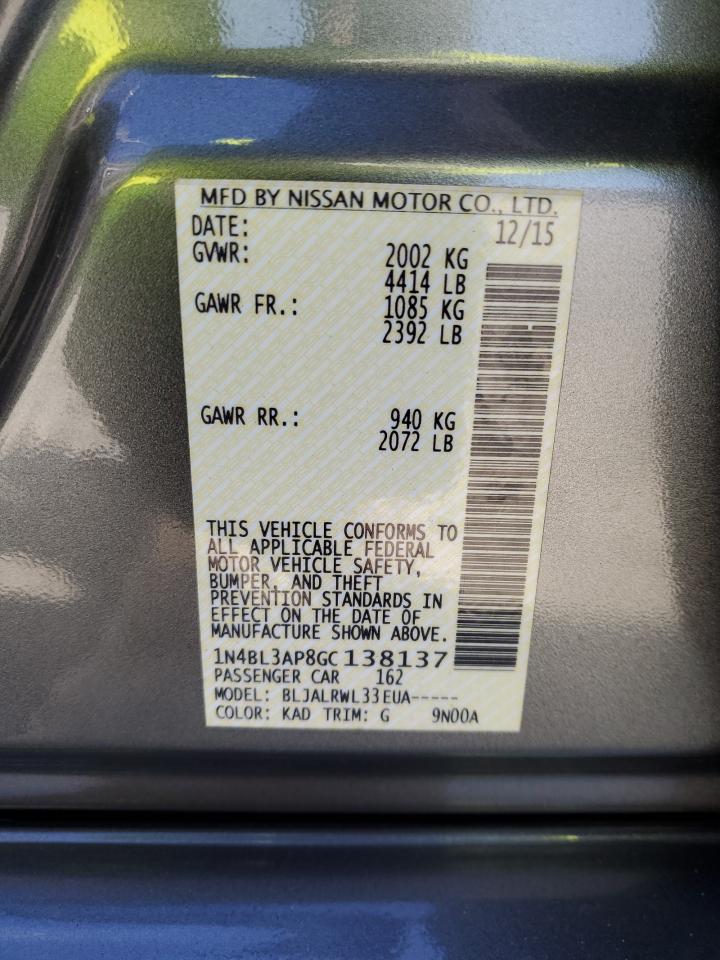 MFD BY NISSAN MOTOR CO., LTD.
DATE: 12/15
GVWR: 2002 KG
4414 LB
GAWR FR.: 1085 KG
2392 LB
GAWR RR.: 940 KG
2072 LB
THIS VEHICLE CONFORMS TO
ALL APPLICABLE FEDERAL
MOTOR VEHICLE SAFETY,
BUMPER, AND THEFT
PREVENTION STANDARDS IN
EFFECT ON THE DATE OF
MANUFACTURE SHOWN ABOVE.
1N4BL3AP8GC138137
PASSENGER CAR 162
MODEL: BLJALRWL33EUA-----
COLOR: KAD TRIM: G 9N00A